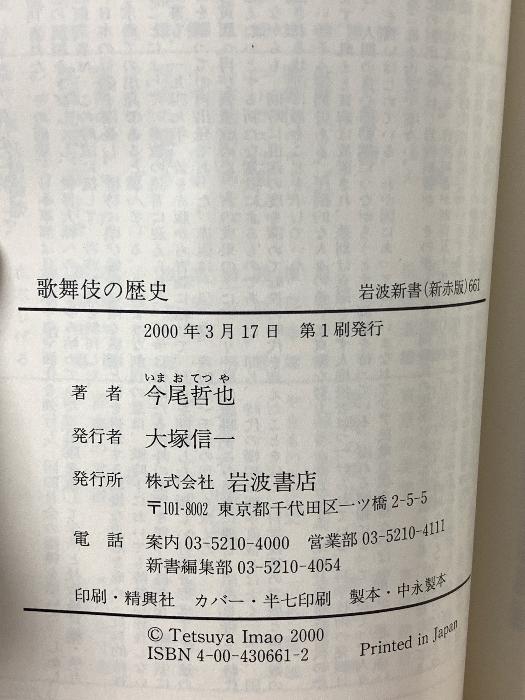 歌舞伎の歴史 岩波新書(新赤版)661
2000年3月17日 第1刷発行
いまおてつや
著者 今尾哲也
発行者 大塚信一
発行所 株式会社 岩波書店
〒101-8002 東京都千代田区一ツ橋2-5-5
電話 案内 03-5210-4000 営業部 03-5210-4111
新書編集部 03-5210-4054
印刷・精興社 カバー・半七印刷 製本・中永製本
© Tetsuya Imao 2000
ISBN 4-00-430661-2 Printed in Japan